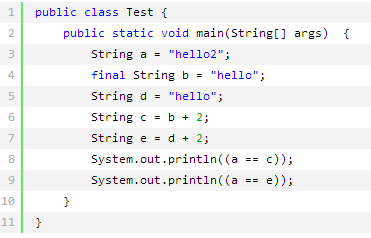 1 public class Test {
2     public static void main(String[] args)  {
3         String a = "hello2";
4         final String b = "hello";
5         String d = "hello";
6         String c = b + 2;
7         String e = d + 2;
8         System.out.println((a == c));
9         System.out.println((a == e));
10     }
11 }